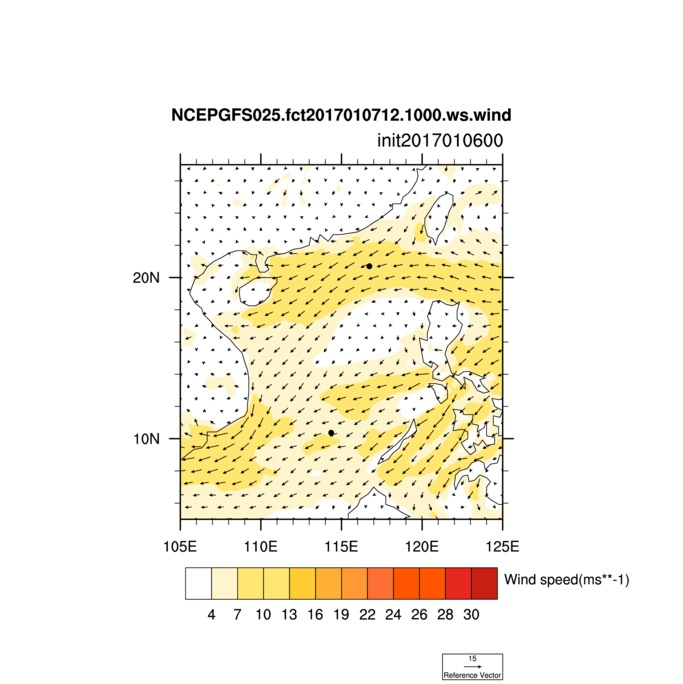 NCEPGFS025.fct2017010712.1000.ws.wind
init2017010600
20N
10N
105E 110E 115E 120E 125E
Wind speed(ms**-1)
4 7 10 13 16 19 22 24 26 28 30
15
Reference Vector